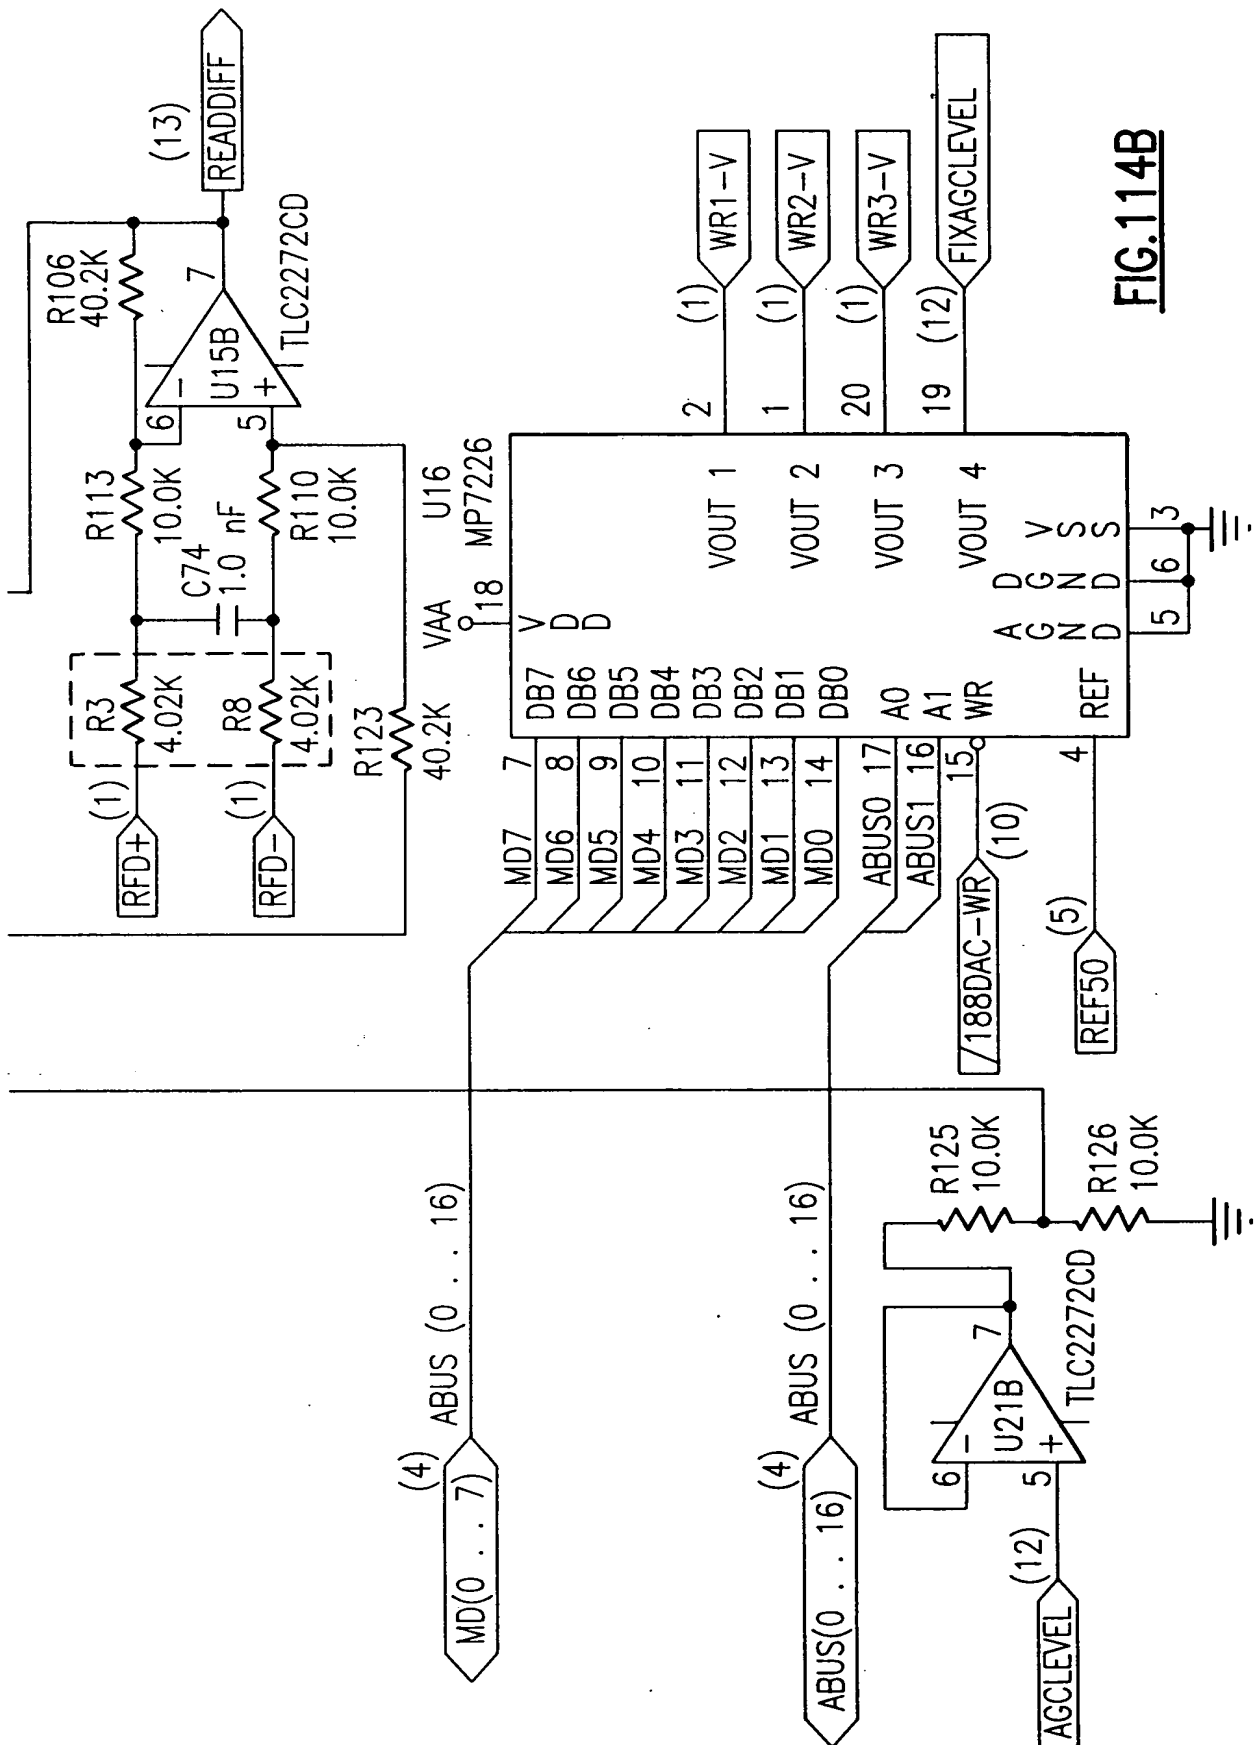 RFD+
(1)
R3
4.02K
RFD-
(1)
R8
4.02K
C74
1.0 nF
R113
10.0K
R110
10.0K
R106
40.2K
6
-
5
+
U15B
7
TLC2272CD
(13)
READDIFF
R123
40.2K
MD(0 . . 7)
(4)
ABUS (0 . . 16)
MD7 7
MD6 8
MD5 9
MD4 10
MD3 11
MD2 12
MD1 13
MD0 14
ABUS(0 . . 16)
(4)
ABUS (0 . . 16)
ABUS0 17
ABUS1 16
15
/188DAC-WR
(10)
REF50
(5)
4
VAA
18
U16
MP7226
VDD
DB7
DB6
DB5
DB4
DB3
DB2
DB1
DB0
A0
A1
WR
REF
VOUT 1
VOUT 2
VOUT 3
VOUT 4
AGND
DGND
VSS
5
6
3
2
(1)
WR1-V
1
(1)
WR2-V
20
(1)
WR3-V
19
(12)
FIXAGCLEVEL
AGCLEVEL
(12)
6
-
5
+
U21B
7
TLC2272CD
R125
10.0K
R126
10.0K
FIG.114B